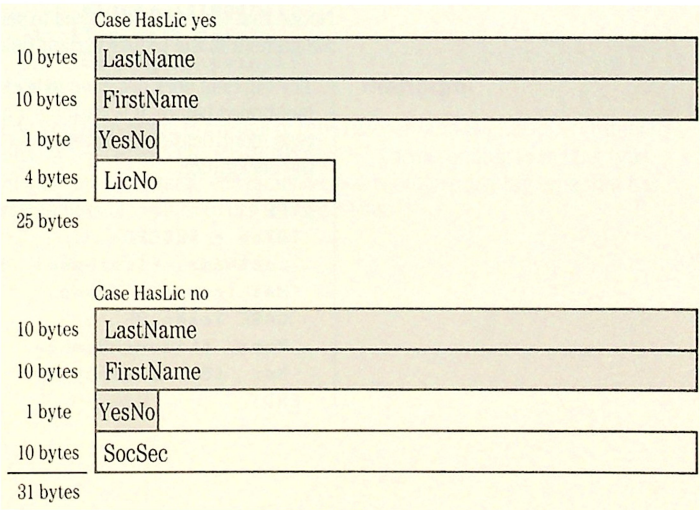 Case HasLic yes
10 bytes LastName
10 bytes FirstName
1 byte YesNo
4 bytes LicNo
25 bytes
Case HasLic no
10 bytes LastName
10 bytes FirstName
1 byte YesNo
10 bytes SocSec
31 bytes